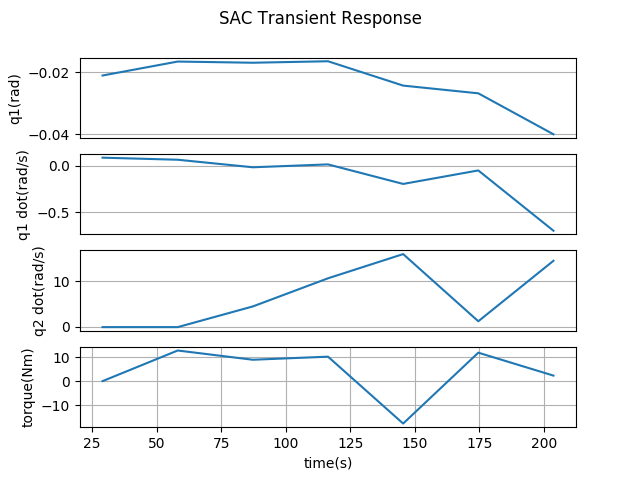 SAC Transient Response
q1(rad)
−0.02
−0.04
q1 dot(rad/s)
0.0
−0.5
q2 dot(rad/s)
10
0
torque(Nm)
10
0
−10
25 50 75 100 125 150 175 200
time(s)